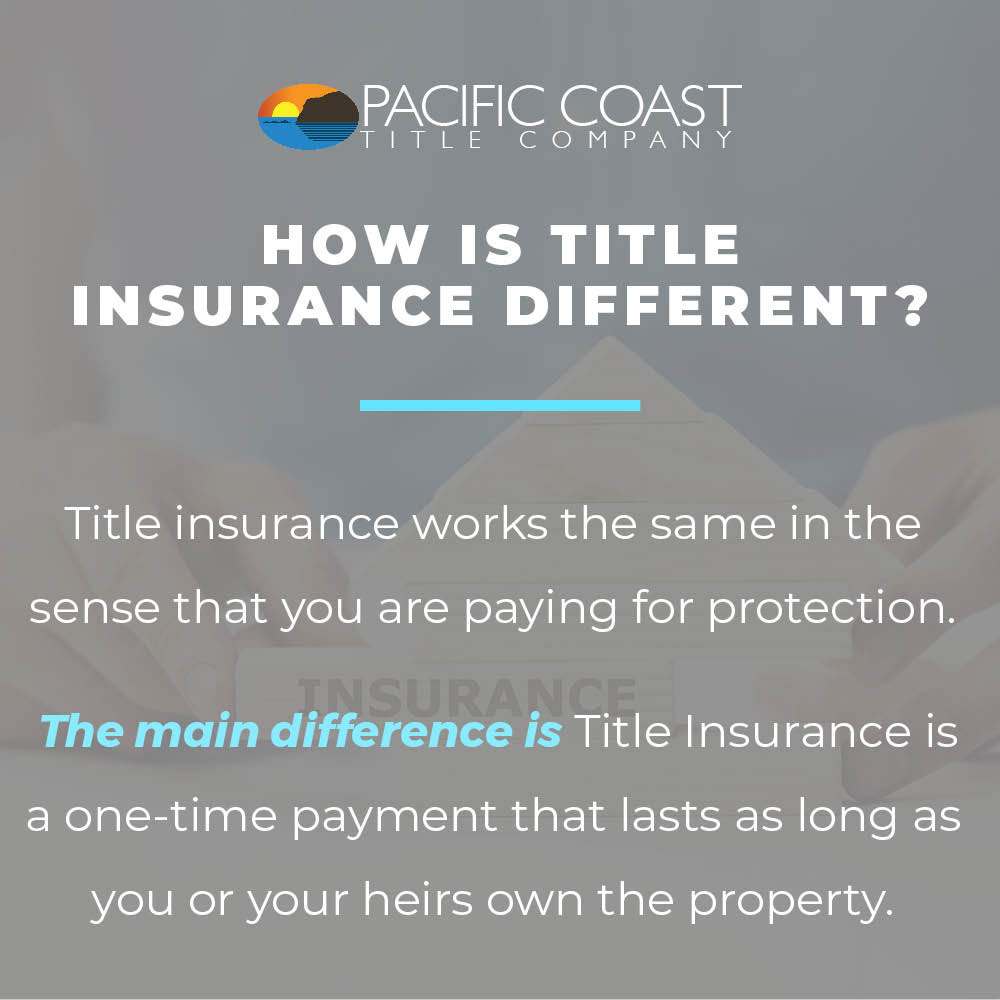 PACIFIC COAST
TITLE COMPANY
HOW IS TITLE
INSURANCE DIFFERENT?
Title insurance works the same in the
sense that you are paying for protection.
INSURANCE
The main difference is Title Insurance is
a one-time payment that lasts as long as
you or your heirs own the property.